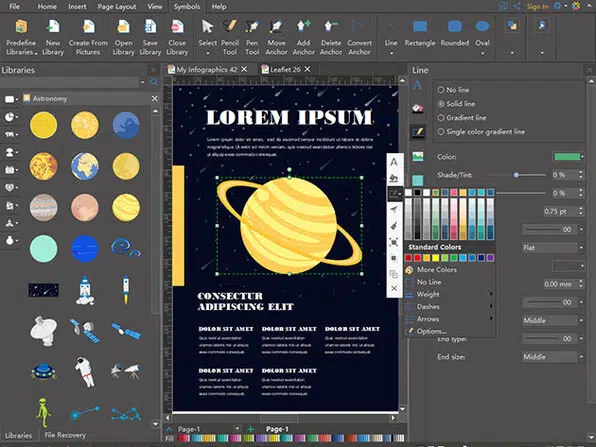 File Home Insert Page Layout View Symbols Help Sign In
Predefine Libraries New Library Create From Pictures Open Library Save Library Close Library Select Pencil Tool Pen Tool Move Anchor Add Anchor Delete Anchor Convert Anchor Line Rectangle Rounded Oval
Libraries
Astronomy
My Infographics 42 Leaflet 26
LOREM IPSUM
CONSECTUR
ADIPISCING ELIT
DOLOR SIT AMET DOLOR SIT AMET DOLOR SIT AMET
DOLOR SIT AMET DOLOR SIT AMET
Line
No line
Solid line
Gradient line
Single color gradient line
Color:
Shade/Tint: 0 %
0 %
0.75 pt
00
Flat
Standard Colors
More Colors
No Line
0.00 mm
Weight
00
Dashes
Arrows
Middle
Options...
End type: 00
End size: Middle
Page-1 Page-1
Fill
Libraries File Recovery